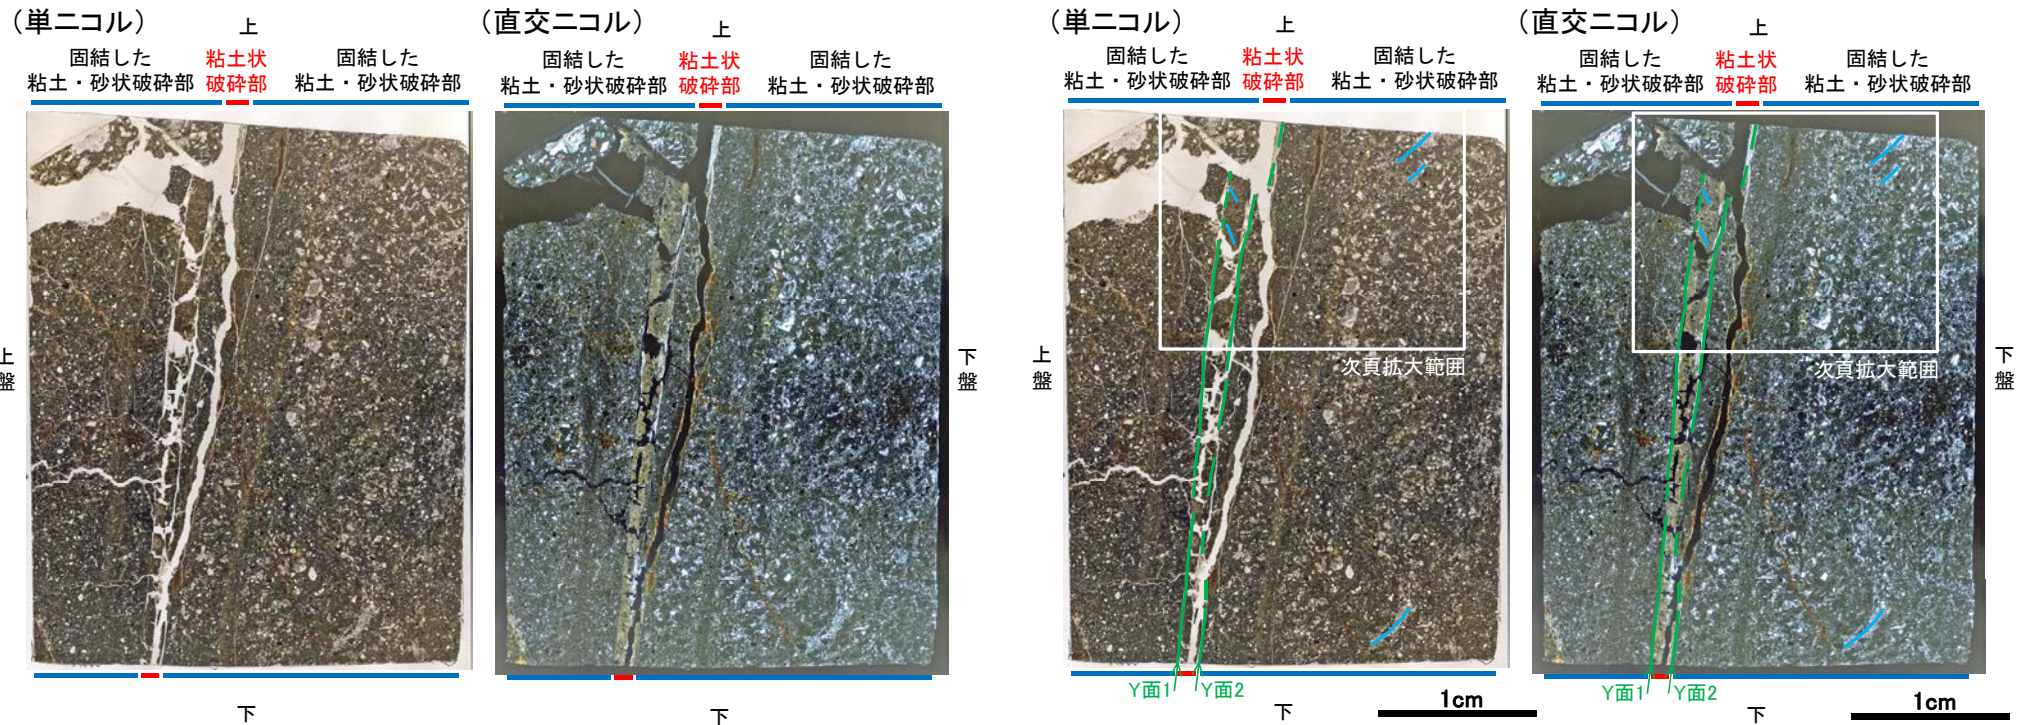 (単ニコル)
上
固結した
粘土・砂状破砕部
粘土状
破砕部
固結した
粘土・砂状破砕部
上
盤
下
(直交ニコル)
上
固結した
粘土・砂状破砕部
粘土状
破砕部
固結した
粘土・砂状破砕部
下
盤
下
(単ニコル)
上
固結した
粘土・砂状破砕部
粘土状
破砕部
固結した
粘土・砂状破砕部
上
盤
次頁拡大範囲
Y面1
Y面2
下
1cm
(直交ニコル)
上
固結した
粘土・砂状破砕部
粘土状
破砕部
固結した
粘土・砂状破砕部
下
盤
次頁拡大範囲
Y面1
Y面2
下
1cm